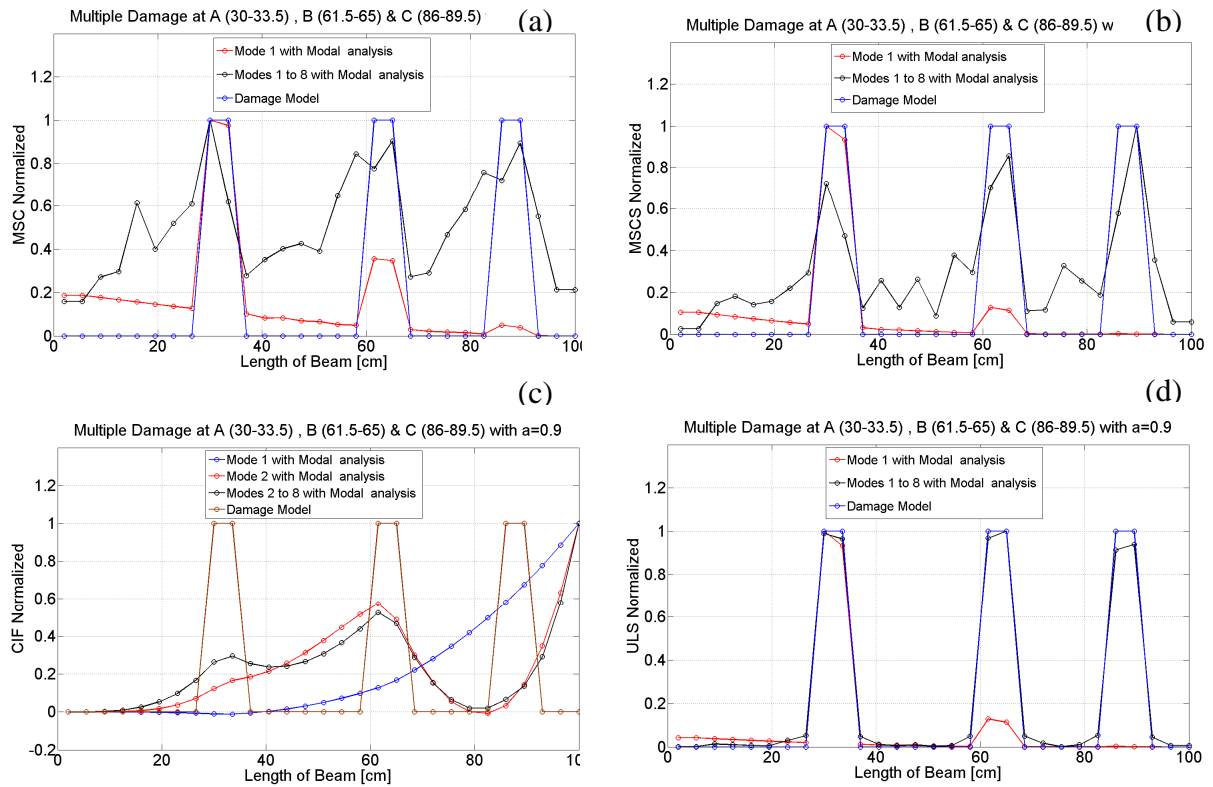 Multiple Damage at A (30-33.5) , B (61.5-65) & C (86-89.5)
(a)
Mode 1 with Modal analysis
Modes 1 to 8 with Modal analysis
Damage Model
MSC Normalized
1.2
1
0.8
0.6
0.4
0.2
0
0 20 40 60 80 100
Length of Beam [cm]
Multiple Damage at A (30-33.5) , B (61.5-65) & C (86-89.5) w
(b)
Mode 1 with Modal analysis
Modes 1 to 8 with Modal analysis
Damage Model
MSCS Normalized
1.2
1
0.8
0.6
0.4
0.2
0
0 20 40 60 80 100
Length of Beam [cm]
(c)
Multiple Damage at A (30-33.5) , B (61.5-65) & C (86-89.5) with a=0.9
Mode 1 with Modal analysis
Mode 2 with Modal analysis
Modes 2 to 8 with Modal analysis
Damage Model
CIF Normalized
1.2
1
0.8
0.6
0.4
0.2
0
-0.2
0 20 40 60 80 100
Length of Beam [cm]
(d)
Multiple Damage at A (30-33.5) , B (61.5-65) & C (86-89.5) with a=0.9
Mode 1 with Modal analysis
Modes 1 to 8 with Modal analysis
Damage Model
ULS Normalized
1.2
1
0.8
0.6
0.4
0.2
0
0 20 40 60 80 100
Length of Beam [cm]